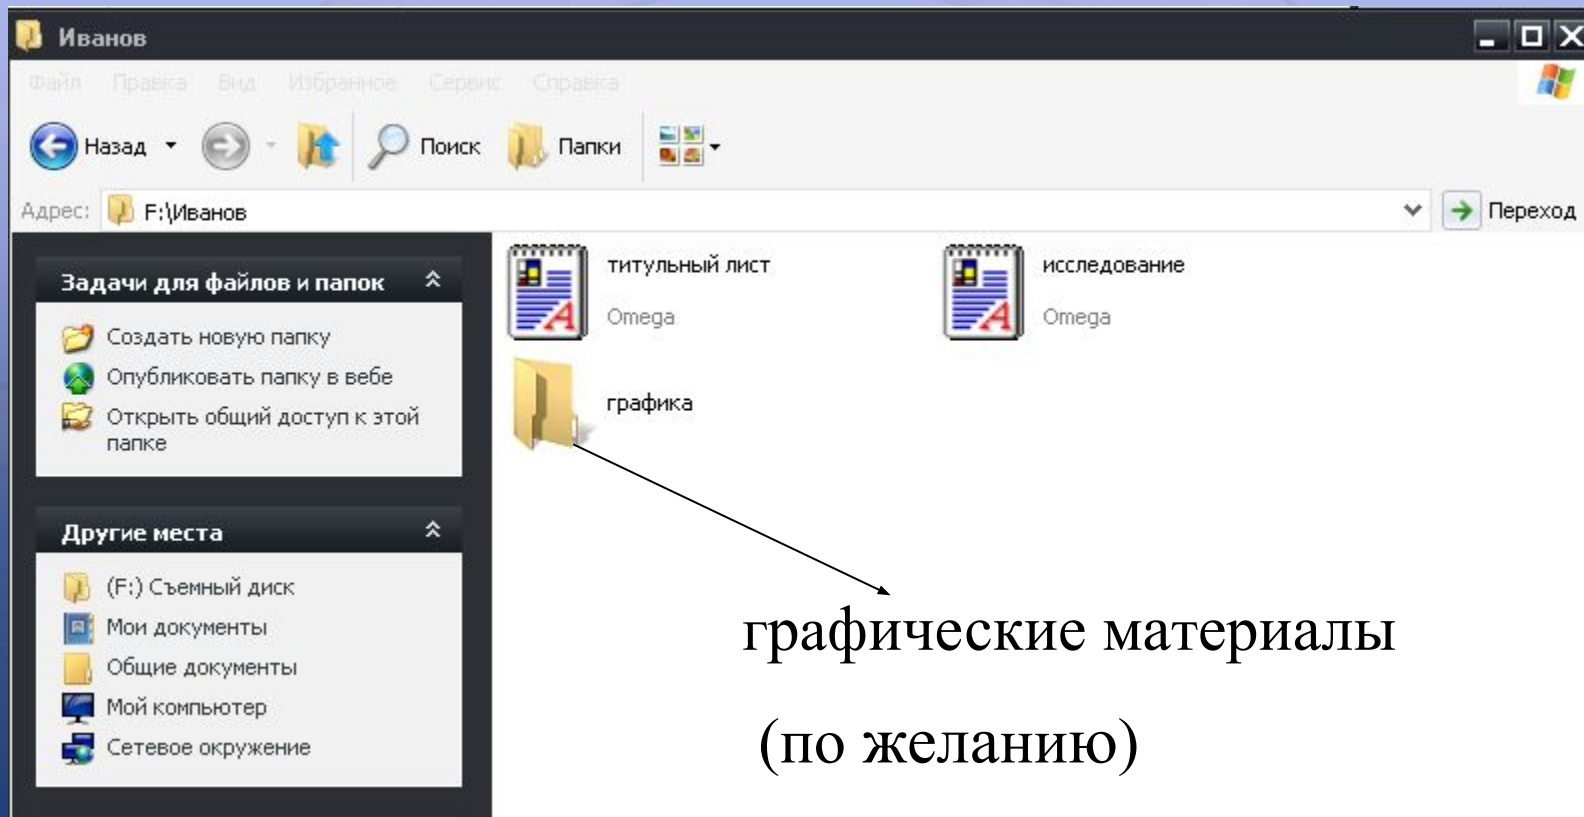 Иванов
Файл Правка Вид Избранное Сервис Справка
Назад Поиск Папки
Адрес: F:\Иванов Переход
Задачи для файлов и папок
Создать новую папку
Опубликовать папку в вебе
Открыть общий доступ к этой
папке
Другие места
(F:) Съемный диск
Мои документы
Общие документы
Мой компьютер
Сетевое окружение
титульный лист
Omega
исследование
Omega
графика
графические материалы
(по желанию)